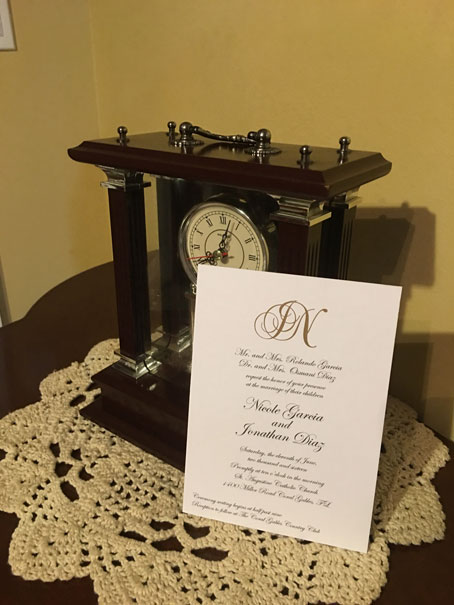 JN
Mr. and Mrs. Rolando Garcia
Dr. and Mrs. Osmani Diaz
request the honor of your presence
at the marriage of their children
Nicole Garcia
and
Jonathan Diaz
Saturday, the eleventh of June,
two thousand and sixteen
Promptly at ten o'clock in the morning
St. Augustine Catholic Church
1400 Miller Road Coral Gables, FL
Ceremony seating begins at half past nine
Reception to follow at The Coral Gables Country Club